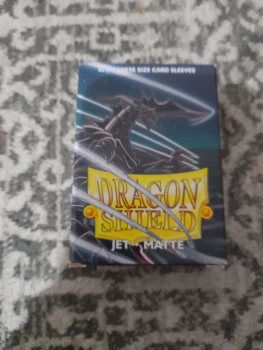 JAPANESE SIZE CARD SLEEVES
DRAGON
SHIELD
JET · MATTE